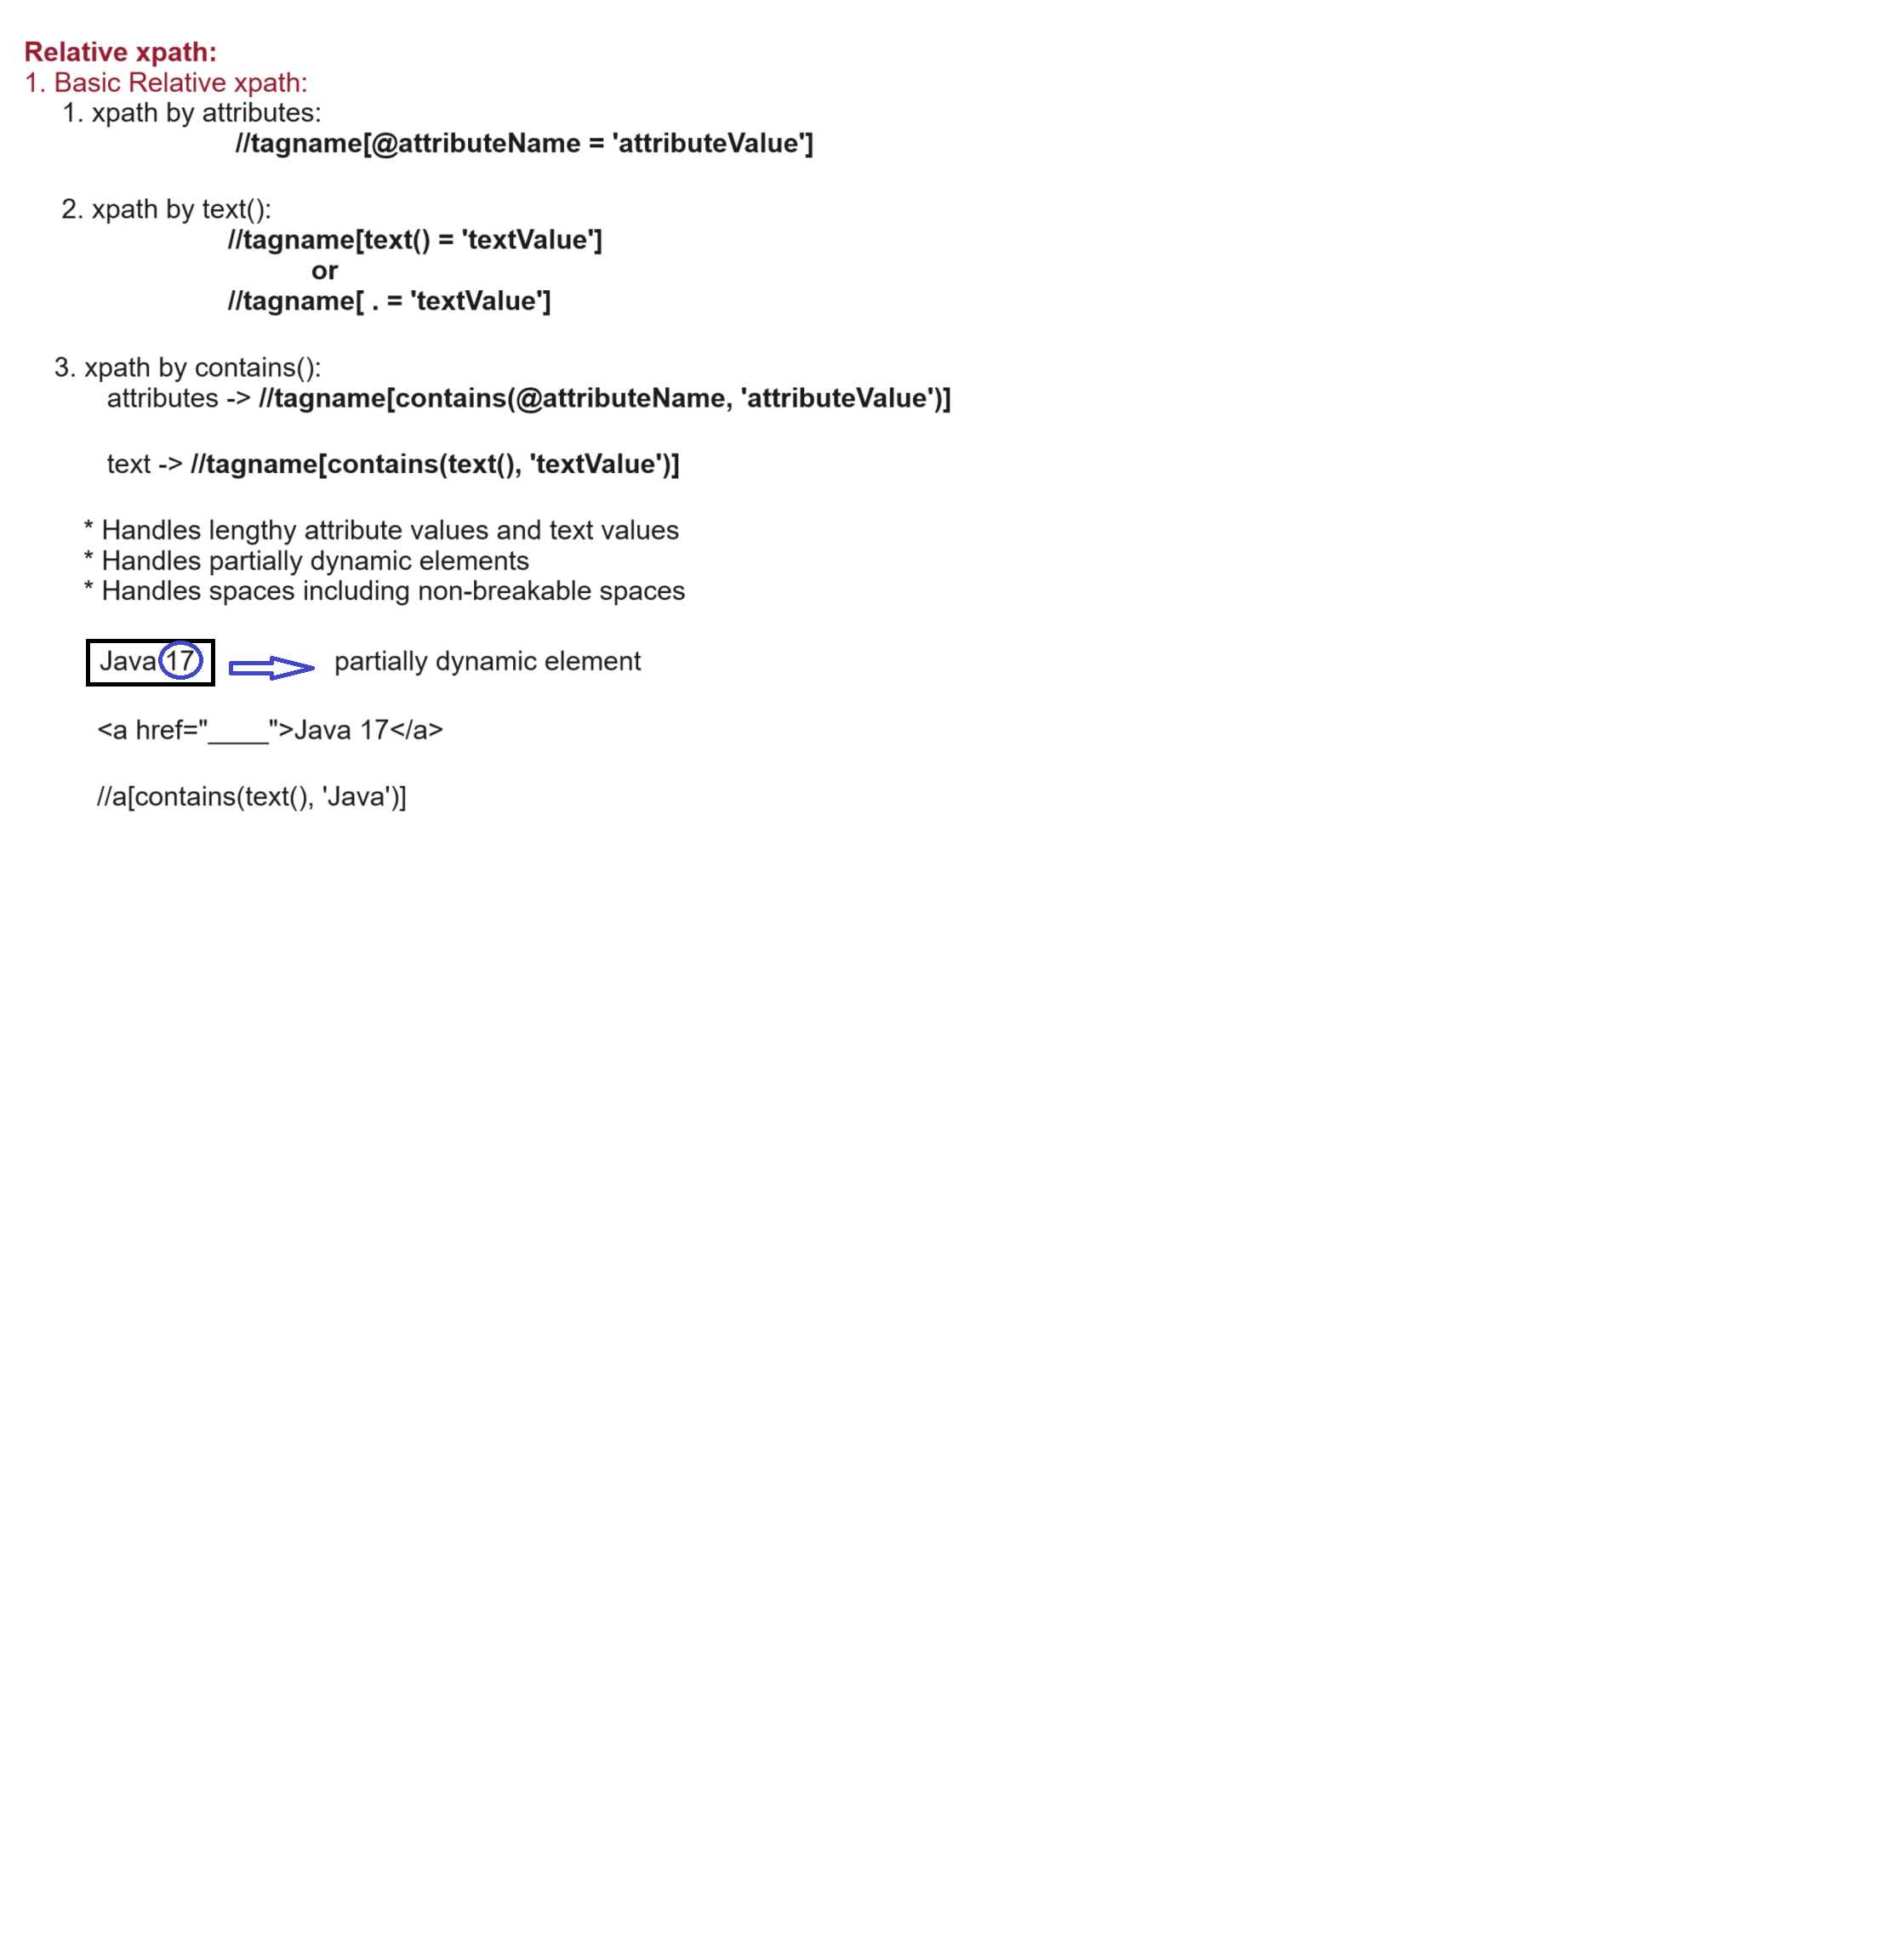 Relative xpath:
1. Basic Relative xpath:
1. xpath by attributes:
//tagname[@attributeName = 'attributeValue']
2. xpath by text():
//tagname[text() = 'textValue']
or
//tagname[ . = 'textValue']
3. xpath by contains():
attributes -> //tagname[contains(@attributeName, 'attributeValue')]
text -> //tagname[contains(text(), 'textValue')]
* Handles lengthy attribute values and text values
* Handles partially dynamic elements
* Handles spaces including non-breakable spaces
Java 17 partially dynamic element
<a href="____">Java 17</a>
//a[contains(text(), 'Java')]